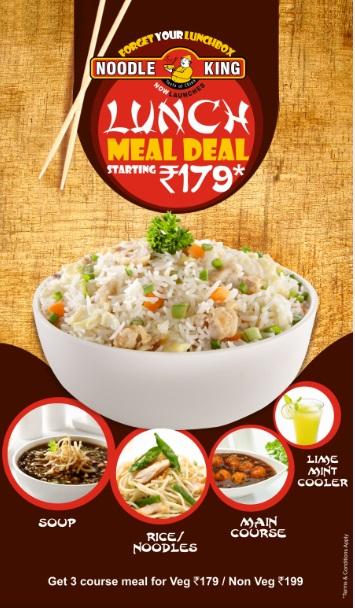 FORGET YOUR LUNCHBOX
NOODLE KING
NOW LAUNCHES
LUNCH
MEAL DEAL
STARTING ₹179*
SOUP
RICE/
NOODLES
MAIN
COURSE
LIME
MINT
COOLER
Get 3 course meal for Veg ₹179 / Non Veg ₹199
*Terms & Conditions Apply